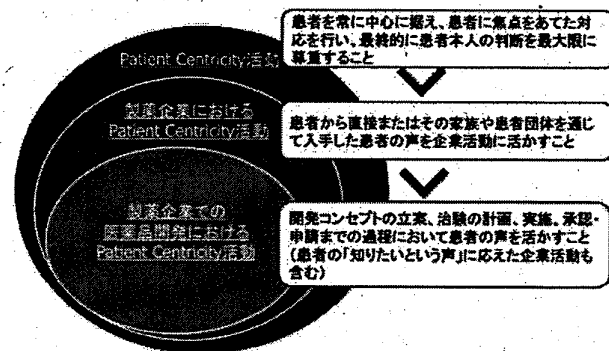 患者を常に中心に据え、患者に焦点をあてた対
応を行い、最終的に患者本人の判断を最大限に
尊重すること
Patient Centricity活動
製薬企業における
Patient Centricity活動
患者から直接またはその家族や患者団体を通じ
て入手した患者の声を企業活動に活かすこと
製薬企業での
医薬品開発における
Patient Centricity活動
開発コンセプトの立案、治験の計画、実施、承認・
申請までの過程において患者の声を活かすこと
(患者の「知りたいという声」に応えた企業活動も
含む)